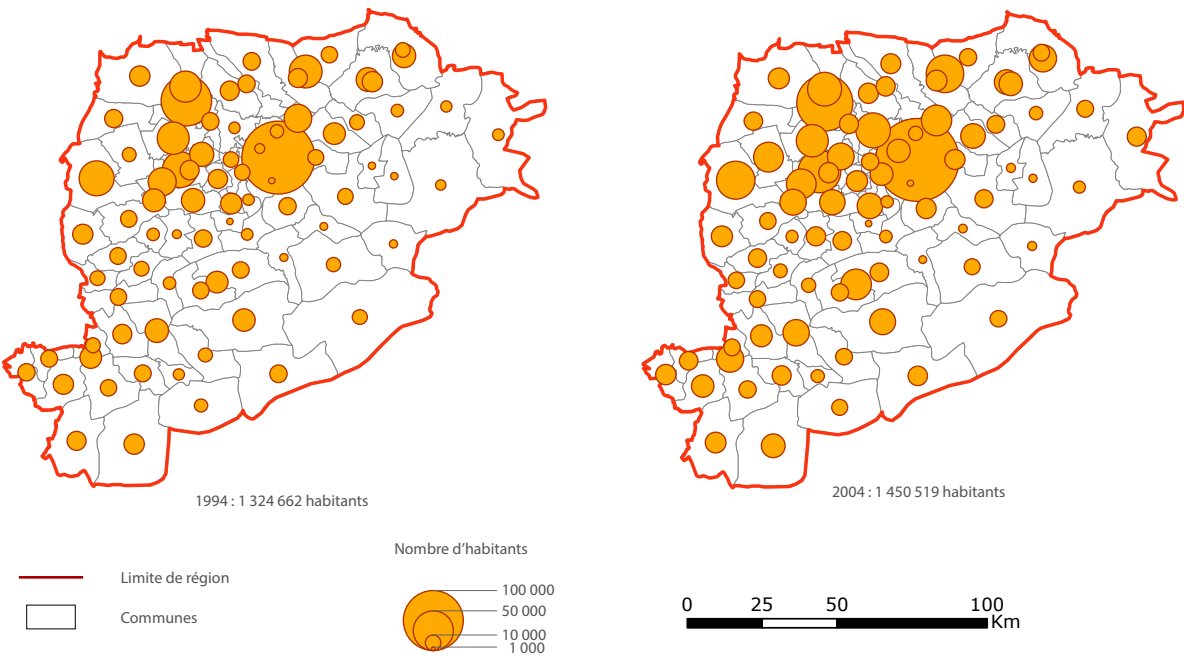 1994 : 1 324 662 habitants
2004 : 1 450 519 habitants
Nombre d’habitants
Limite de région
Communes
100 000
50 000
10 000
1 000
0 25 50 100
Km